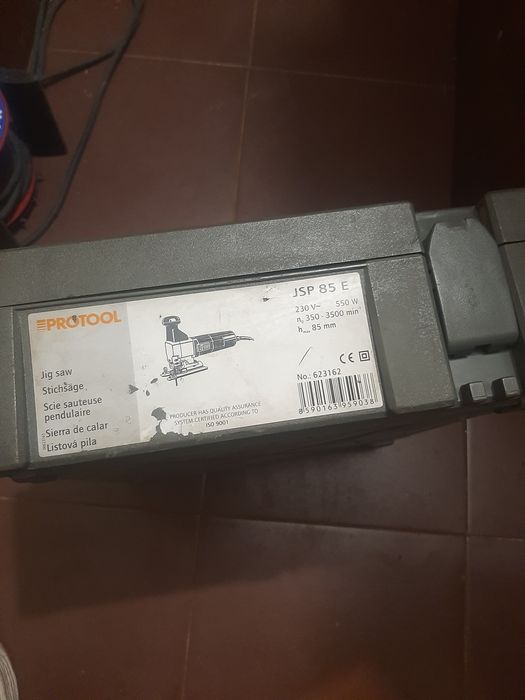 PROTOOL
JSP 85 E
230 V~ 550 W
n₀ 350 - 3500 min⁻¹
hmax 85 mm
Jig saw
Stichsäge
Scie sauteuse
pendulaire
Sierra de calar
Listová pila
PRODUCER HAS QUALITY ASSURANCE
SYSTEM CERTIFIED ACCORDING TO
ISO 9001
CE
No.: 623162
8590163959038